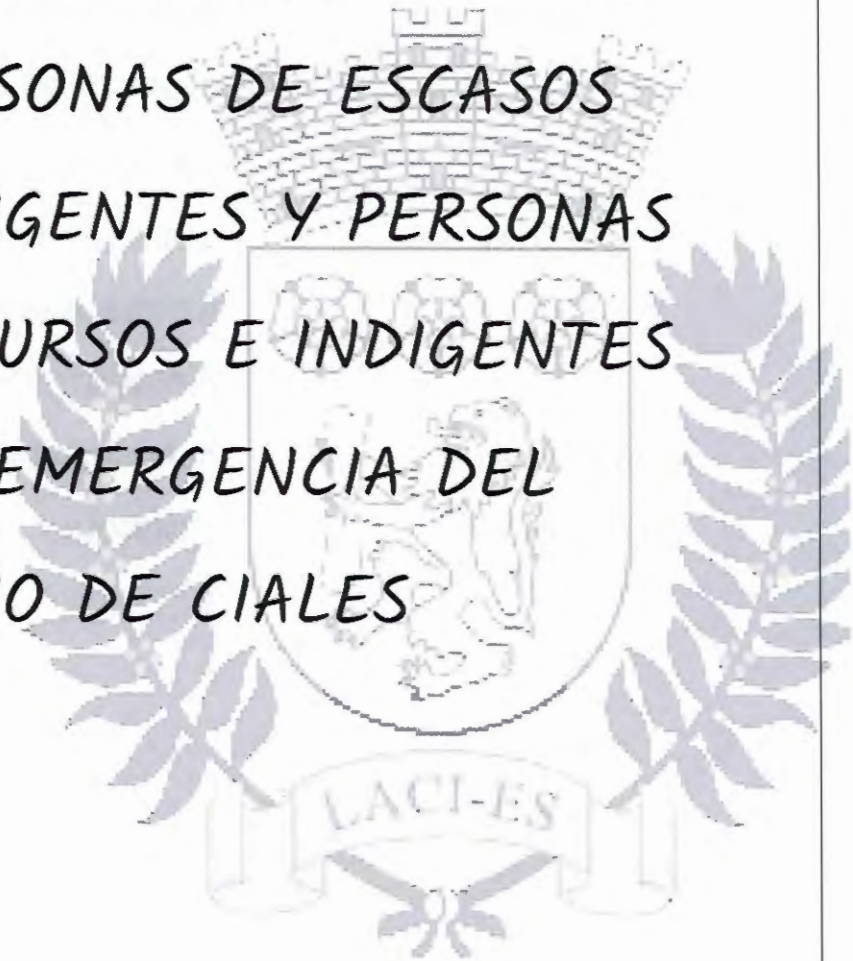 SONAS DE ESCASOS
GENTES Y PERSONAS
URSOS E INDIGENTES
EMERGENCIA DEL
O DE CIALES
LACI-ES